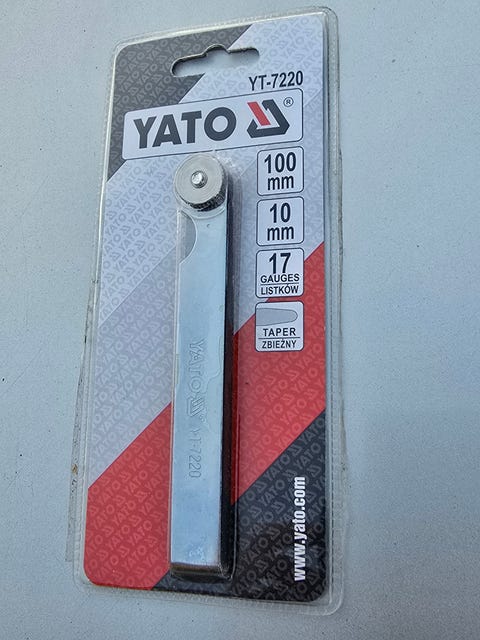 YT-7220
YATO ®
100
mm
10
mm
17
GAUGES
LISTKÓW
TAPER
ZBIEŻNY
YATO YT-7220
www.yato.com